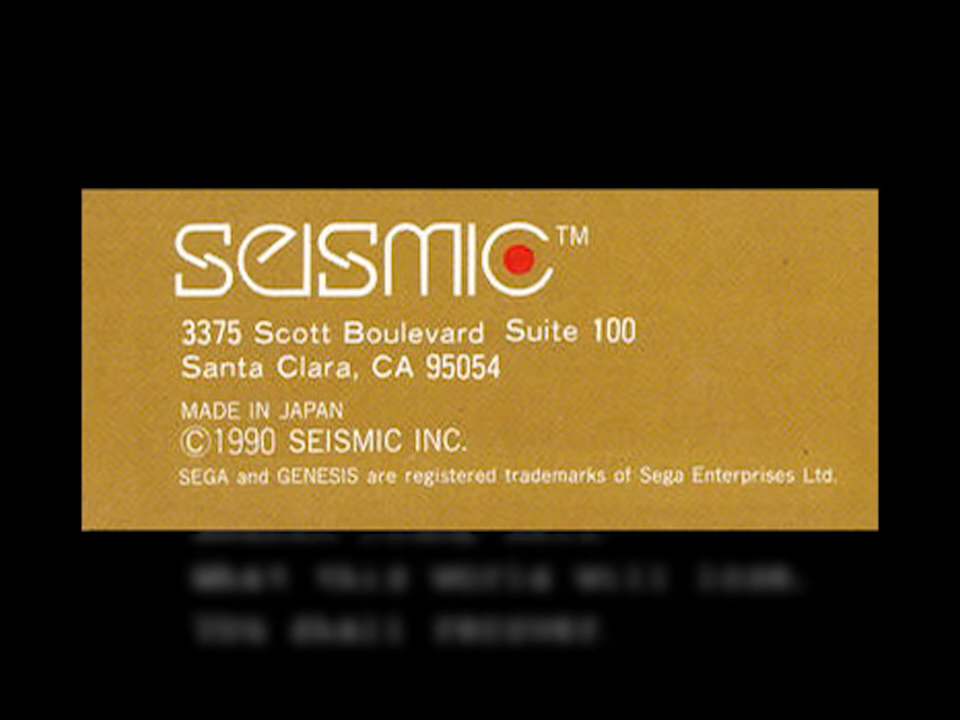 SEISMIC™
3375 Scott Boulevard Suite 100
Santa Clara, CA 95054
MADE IN JAPAN
©1990 SEISMIC INC.
SEGA and GENESIS are registered trademarks of Sega Enterprises Ltd.